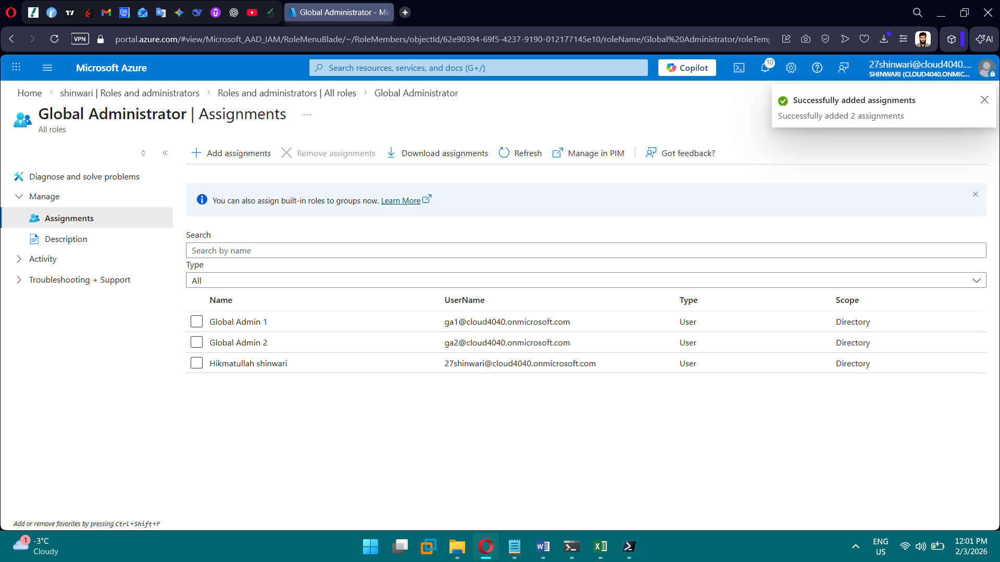 Global Administrator - Mic
VPN
portal.azure.com/#view/Microsoft_AAD_IAM/RoleMenuBlade/~/RoleMembers/objectId/62e90394-69f5-4237-9190-012177145e10/roleName/Global%20Administrator/roleTemp
AI
Microsoft Azure
Search resources, services, and docs (G+/)
Copilot
10
27shinwari@cloud4040....
SHINWARI (CLOUD4040.ONMIC...
Home
shinwari | Roles and administrators
Roles and administrators | All roles
Global Administrator
Successfully added assignments
Successfully added 2 assignments
Global Administrator | Assignments
...
All roles
Add assignments
Remove assignments
Download assignments
Refresh
Manage in PIM
Got feedback?
Diagnose and solve problems
Manage
Assignments
Description
Activity
Troubleshooting + Support
You can also assign built-in roles to groups now. Learn More
Search
Search by name
Type
All
Name UserName Type Scope
Global Admin 1 ga1@cloud4040.onmicrosoft.com User Directory
Global Admin 2 ga2@cloud4040.onmicrosoft.com User Directory
Hikmatullah shinwari 27shinwari@cloud4040.onmicrosoft.com User Directory
Add or remove favorites by pressing Ctrl+Shift+F
1
-3°C
Cloudy
ENG
US
12:01 PM
2/3/2026